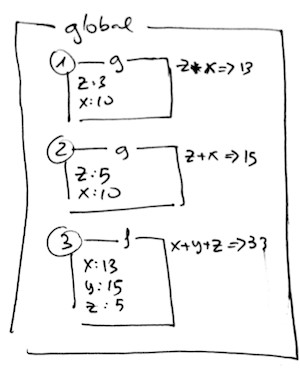 global
1 g
z:3
x:10
z+x=>13
2 g
z:5
x:10
z+x=>15
3 f
x:13
y:15
z:5
x+y+z=>33